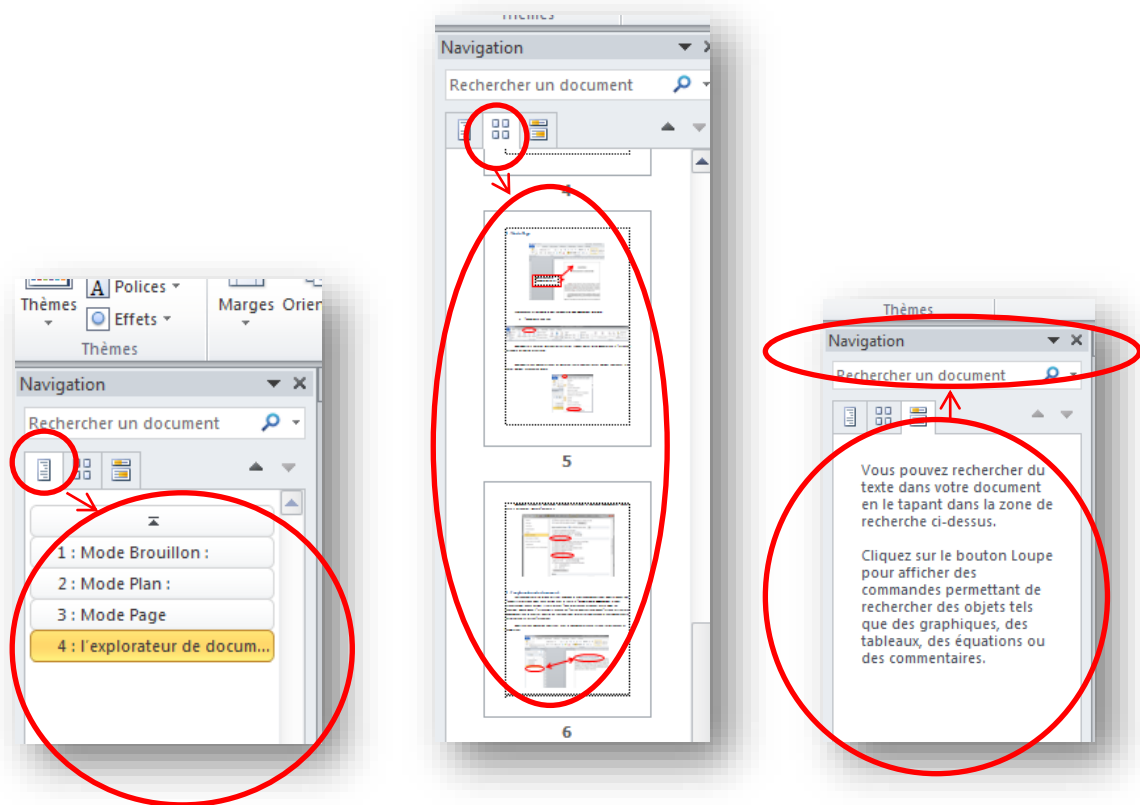 Thèmes
A Polices
Effets
Marges Orien
Thèmes
Navigation
Rechercher un document
1 : Mode Brouillon :
2 : Mode Plan :
3 : Mode Page
4 : l'explorateur de docum...
Thèmes
Navigation
Rechercher un document
4
5
6
Thèmes
Navigation
Rechercher un document
Vous pouvez rechercher du
texte dans votre document
en le tapant dans la zone de
recherche ci-dessus.
Cliquez sur le bouton Loupe
pour afficher des
commandes permettant de
rechercher des objets tels
que des graphiques, des
tableaux, des équations ou
des commentaires.